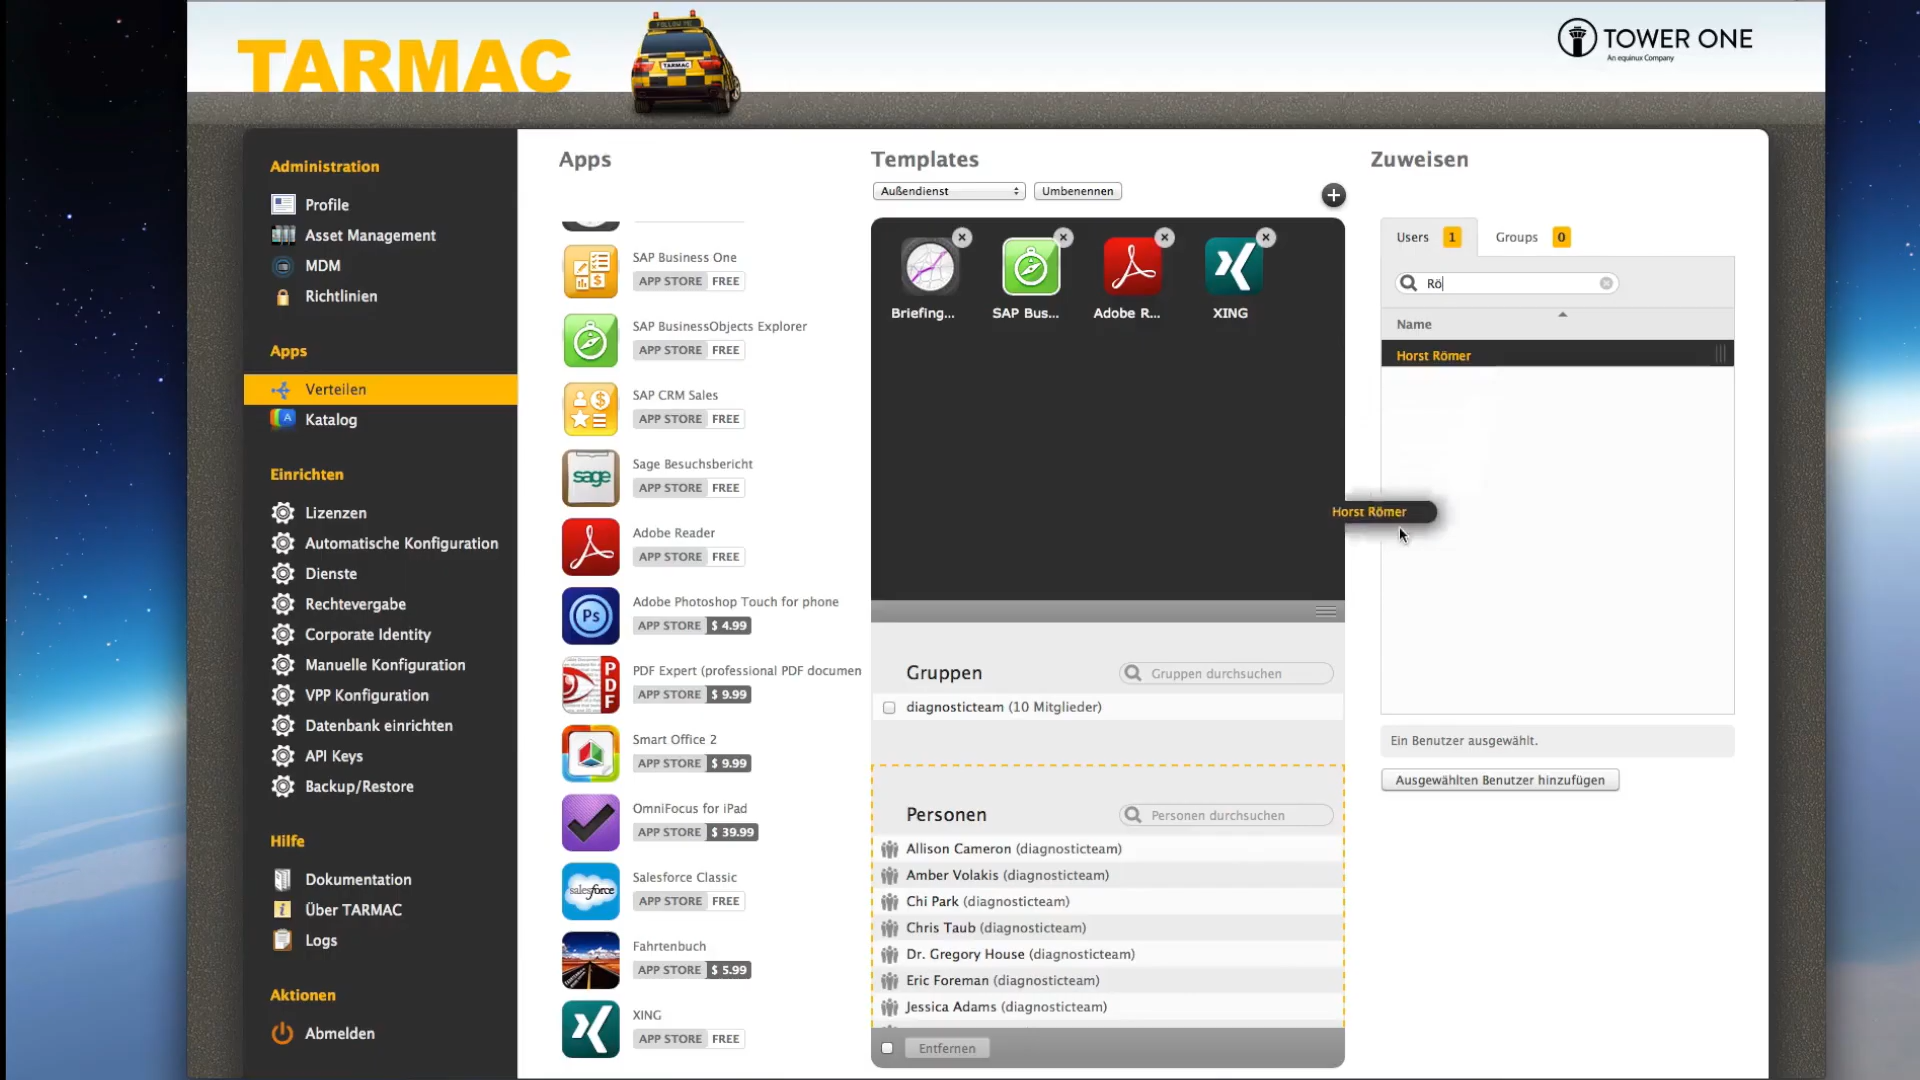 TARMAC
FOLLOW ME
TARMAC
TOWER ONE
An equinux Company
Administration
Profile
Asset Management
MDM
Richtlinien
Apps
Verteilen
Katalog
Einrichten
Lizenzen
Automatische Konfiguration
Dienste
Rechtevergabe
Corporate Identity
Manuelle Konfiguration
VPP Konfiguration
Datenbank einrichten
API Keys
Backup/Restore
Hilfe
Dokumentation
Über TARMAC
Logs
Aktionen
Abmelden
Apps
SAP Business One
APP STORE FREE
SAP BusinessObjects Explorer
APP STORE FREE
SAP CRM Sales
APP STORE FREE
sage
Sage Besuchsbericht
APP STORE FREE
Adobe Reader
APP STORE FREE
Ps
Adobe Photoshop Touch for phone
APP STORE $ 4.99
PDF
PDF Expert (professional PDF documen
APP STORE $ 9.99
Smart Office 2
APP STORE $ 9.99
OmniFocus for iPad
APP STORE $ 39.99
salesforce
Salesforce Classic
APP STORE FREE
Fahrtenbuch
APP STORE $ 5.99
XING
APP STORE FREE
Templates
Außendienst
Umbenennen
Briefing...
SAP Bus...
Adobe R...
XING
Gruppen
Gruppen durchsuchen
diagnosticteam (10 Mitglieder)
Personen
Personen durchsuchen
Allison Cameron (diagnosticteam)
Amber Volakis (diagnosticteam)
Chi Park (diagnosticteam)
Chris Taub (diagnosticteam)
Dr. Gregory House (diagnosticteam)
Eric Foreman (diagnosticteam)
Jessica Adams (diagnosticteam)
Entfernen
Zuweisen
Users 1
Groups 0
Rö
Name
Horst Römer
Horst Römer
Ein Benutzer ausgewählt.
Ausgewählten Benutzer hinzufügen